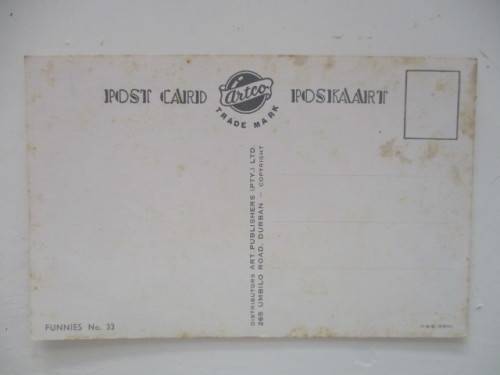 POST CARD
Artco
TRADE MARK
POSKAART
DISTRIBUTORS ART PUBLISHERS (PTY.) LTD.
265 UMBILO ROAD, DURBAN – COPYRIGHT
FUNNIES No. 33